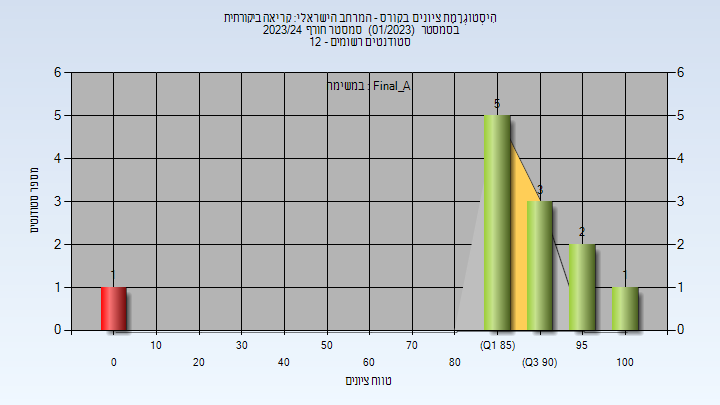 הִיסְטוּגְרָמַת ציונים בקורס - המרחב הישראלי: קריאה ביקורתית
בסמסטר (01/2023) סמסטר חורף 2023/24
סטודנטים רשומים - 12
במשימה : Final_A
6 6
5 5 5
4 4
מספר סטודנטים
3 3 3
2 2 2
1 1 1 1
0 0
10 30 50 70 (Q1 85) 95
0 20 40 60 80 (Q3 90) 100
טווח ציונים